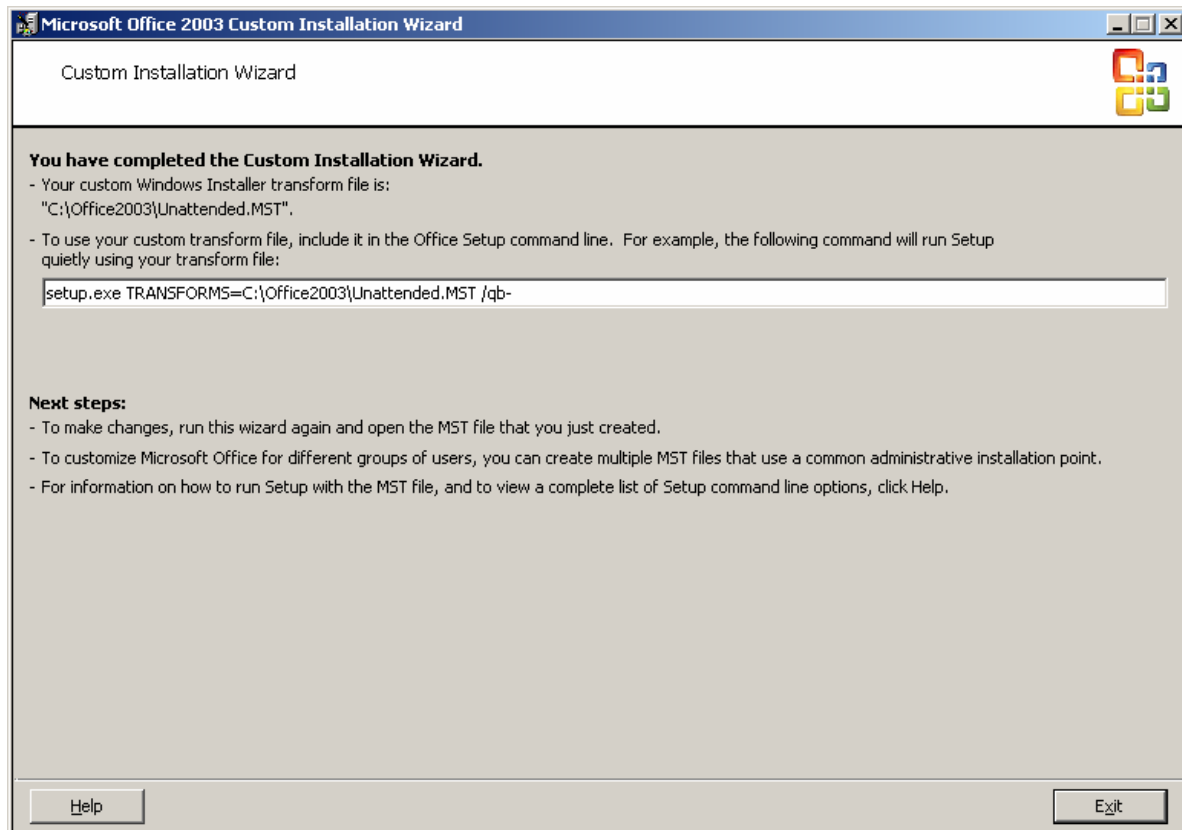 Microsoft Office 2003 Custom Installation Wizard
Custom Installation Wizard
You have completed the Custom Installation Wizard.
- Your custom Windows Installer transform file is:
"C:\Office2003\Unattended.MST".
- To use your custom transform file, include it in the Office Setup command line.  For example, the following command will run Setup
quietly using your transform file:
setup.exe TRANSFORMS=C:\Office2003\Unattended.MST /qb-
Next steps:
- To make changes, run this wizard again and open the MST file that you just created.
- To customize Microsoft Office for different groups of users, you can create multiple MST files that use a common administrative installation point.
- For information on how to run Setup with the MST file, and to view a complete list of Setup command line options, click Help.
Help
Exit